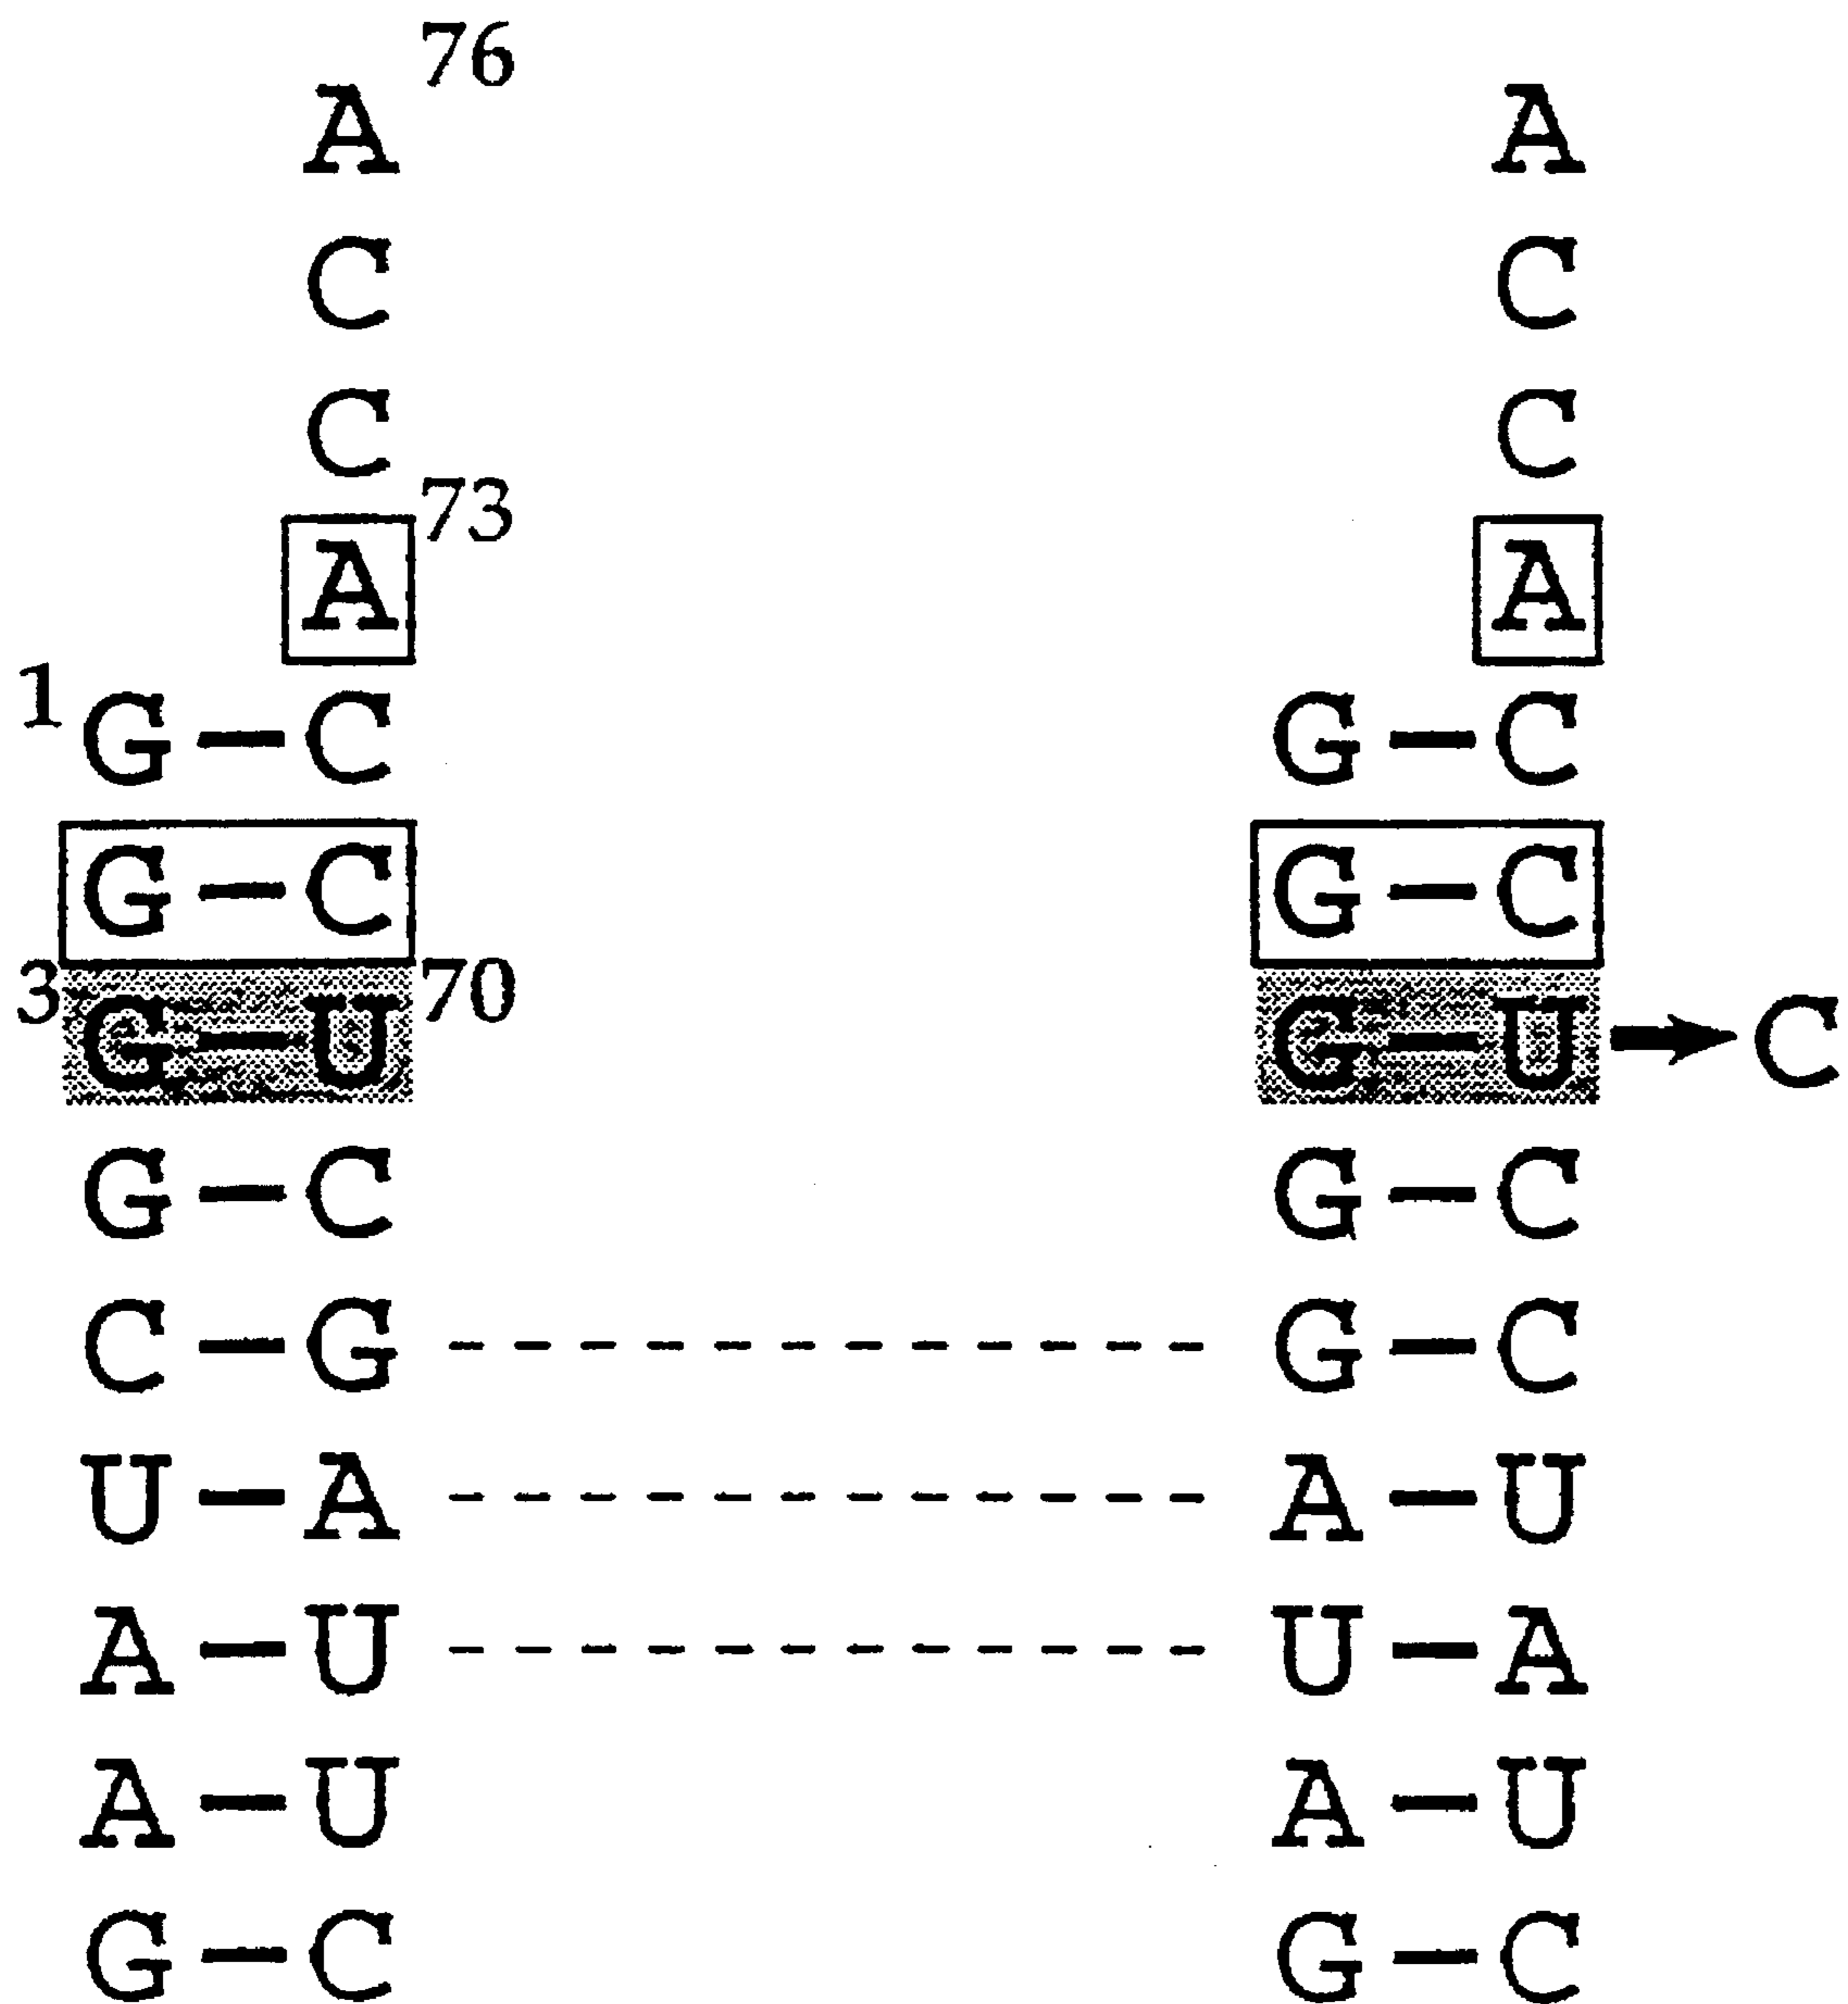 76
A A
C C
C C
73
A A
1 G – C G – C
G – C G – C
3 70
G – U G – U → C
G – C G – C
C – G - - - - - - - - - - - - G – C
U – A - - - - - - - - - - - - A – U
A – U - - - - - - - - - - - - U – A
A – U A – U
G – C G – C